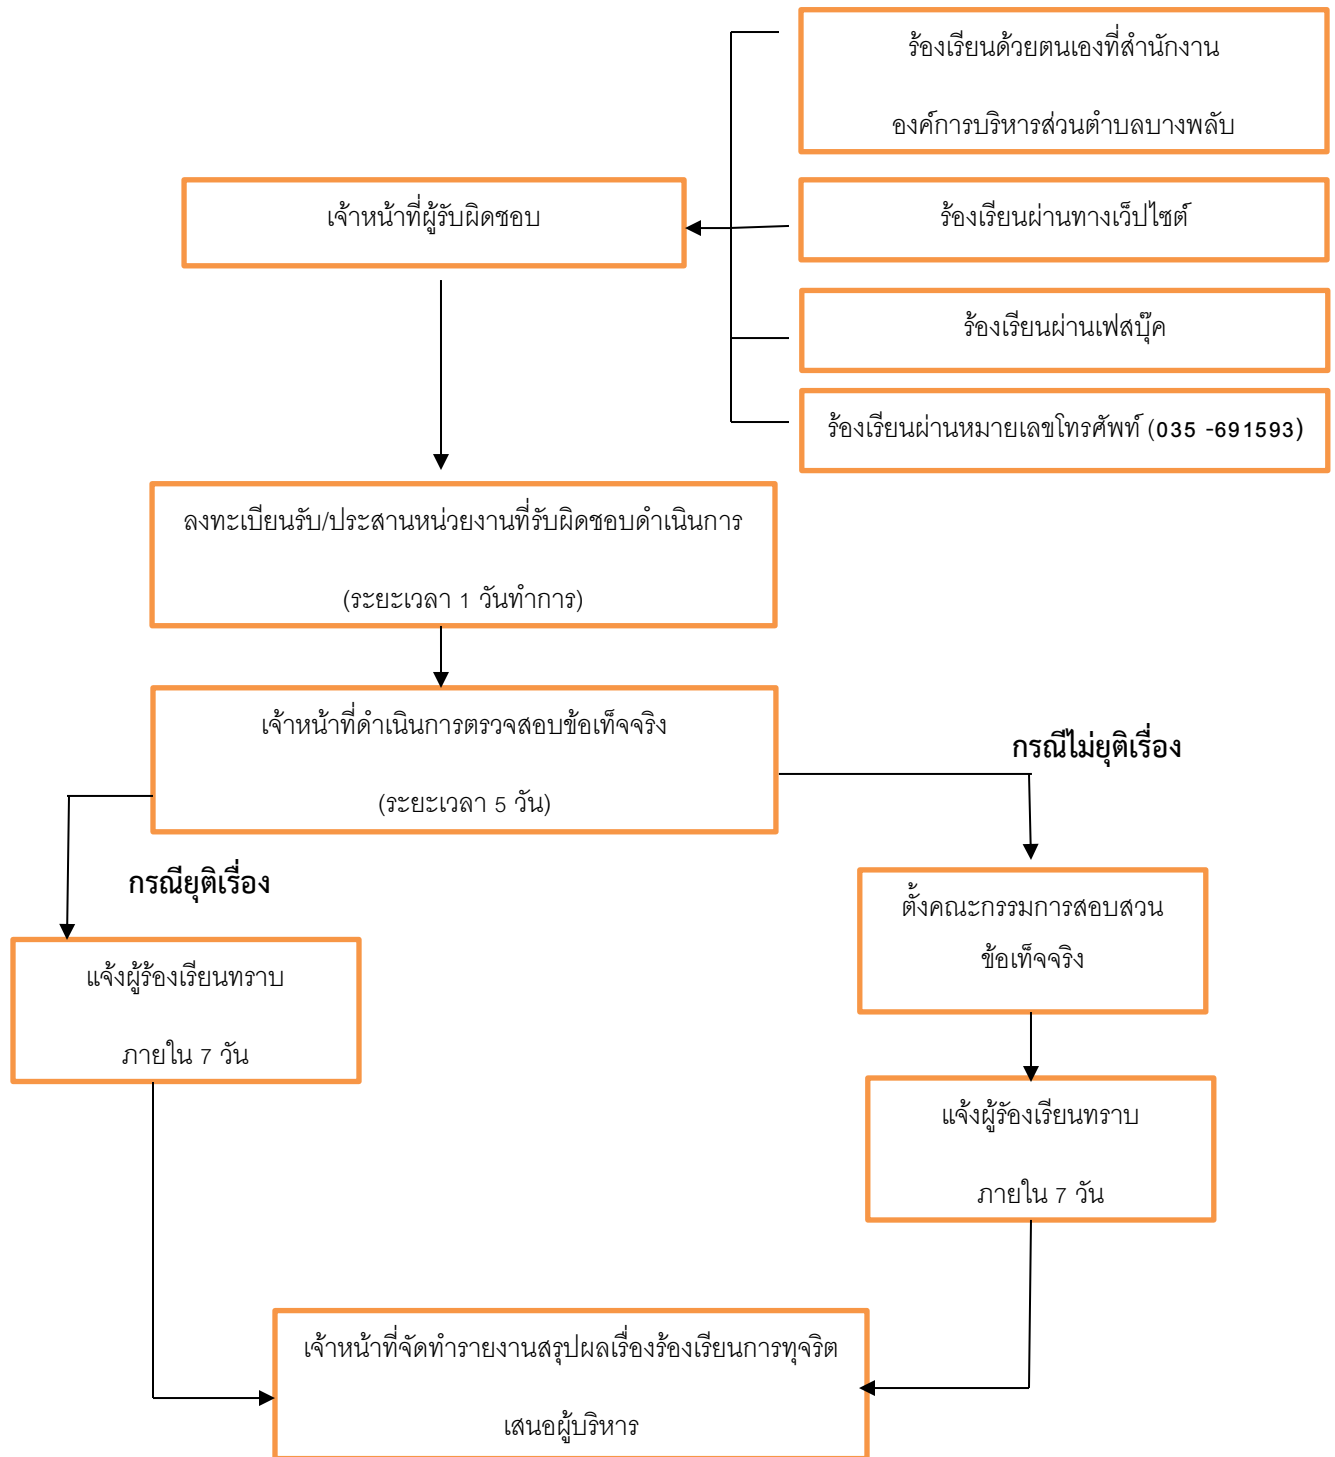 ร้องเรียนด้วยตนเองที่สำนักงาน
องค์การบริหารส่วนตำบลบางพลับ
เจ้าหน้าที่ผู้รับผิดชอบ
ร้องเรียนผ่านทางเว็ปไซต์
ร้องเรียนผ่านเฟสบุ๊ค
ร้องเรียนผ่านหมายเลขโทรศัพท์ (035 -691593)
ลงทะเบียนรับ/ประสานหน่วยงานที่รับผิดชอบดำเนินการ
(ระยะเวลา 1 วันทำการ)
เจ้าหน้าที่ดำเนินการตรวจสอบข้อเท็จจริง
(ระยะเวลา 5 วัน)
กรณีไม่ยุติเรื่อง
กรณียุติเรื่อง
ตั้งคณะกรรมการสอบสวน
ข้อเท็จจริง
แจ้งผู้ร้องเรียนทราบ
ภายใน 7 วัน
แจ้งผู้ร้องเรียนทราบ
ภายใน 7 วัน
เจ้าหน้าที่จัดทำรายงานสรุปผลเรื่องร้องเรียนการทุจริต
เสนอผู้บริหาร